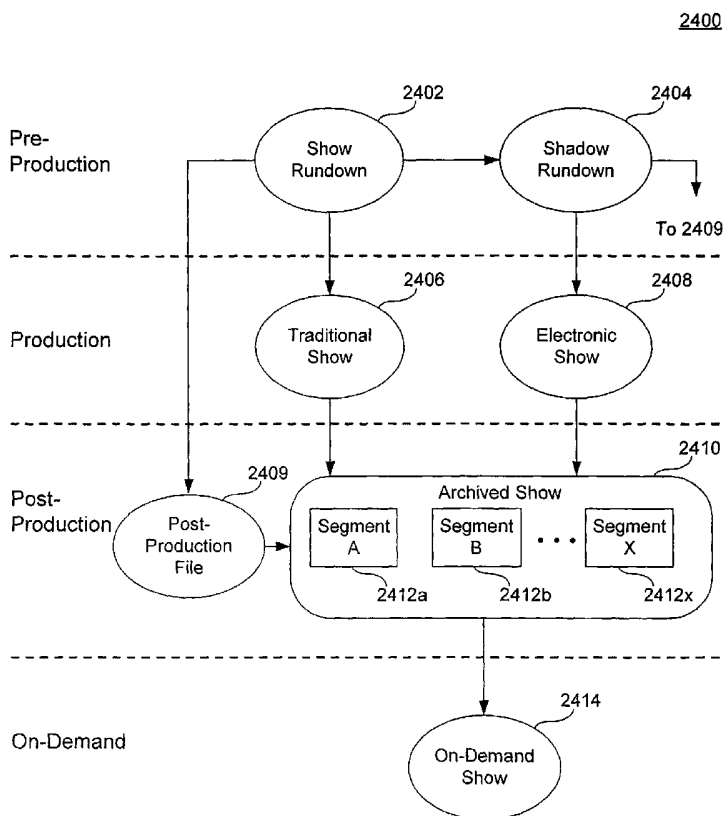 2400
2402
2404
Pre-
Production
Show
Rundown
Shadow
Rundown
To 2409
2406
2408
Production
Traditional
Show
Electronic
Show
2410
2409
Post-
Production
Post-
Production
File
Archived Show
Segment
A
Segment
B
• • •
Segment
X
2412a
2412b
2412x
2414
On-Demand
On-Demand
Show